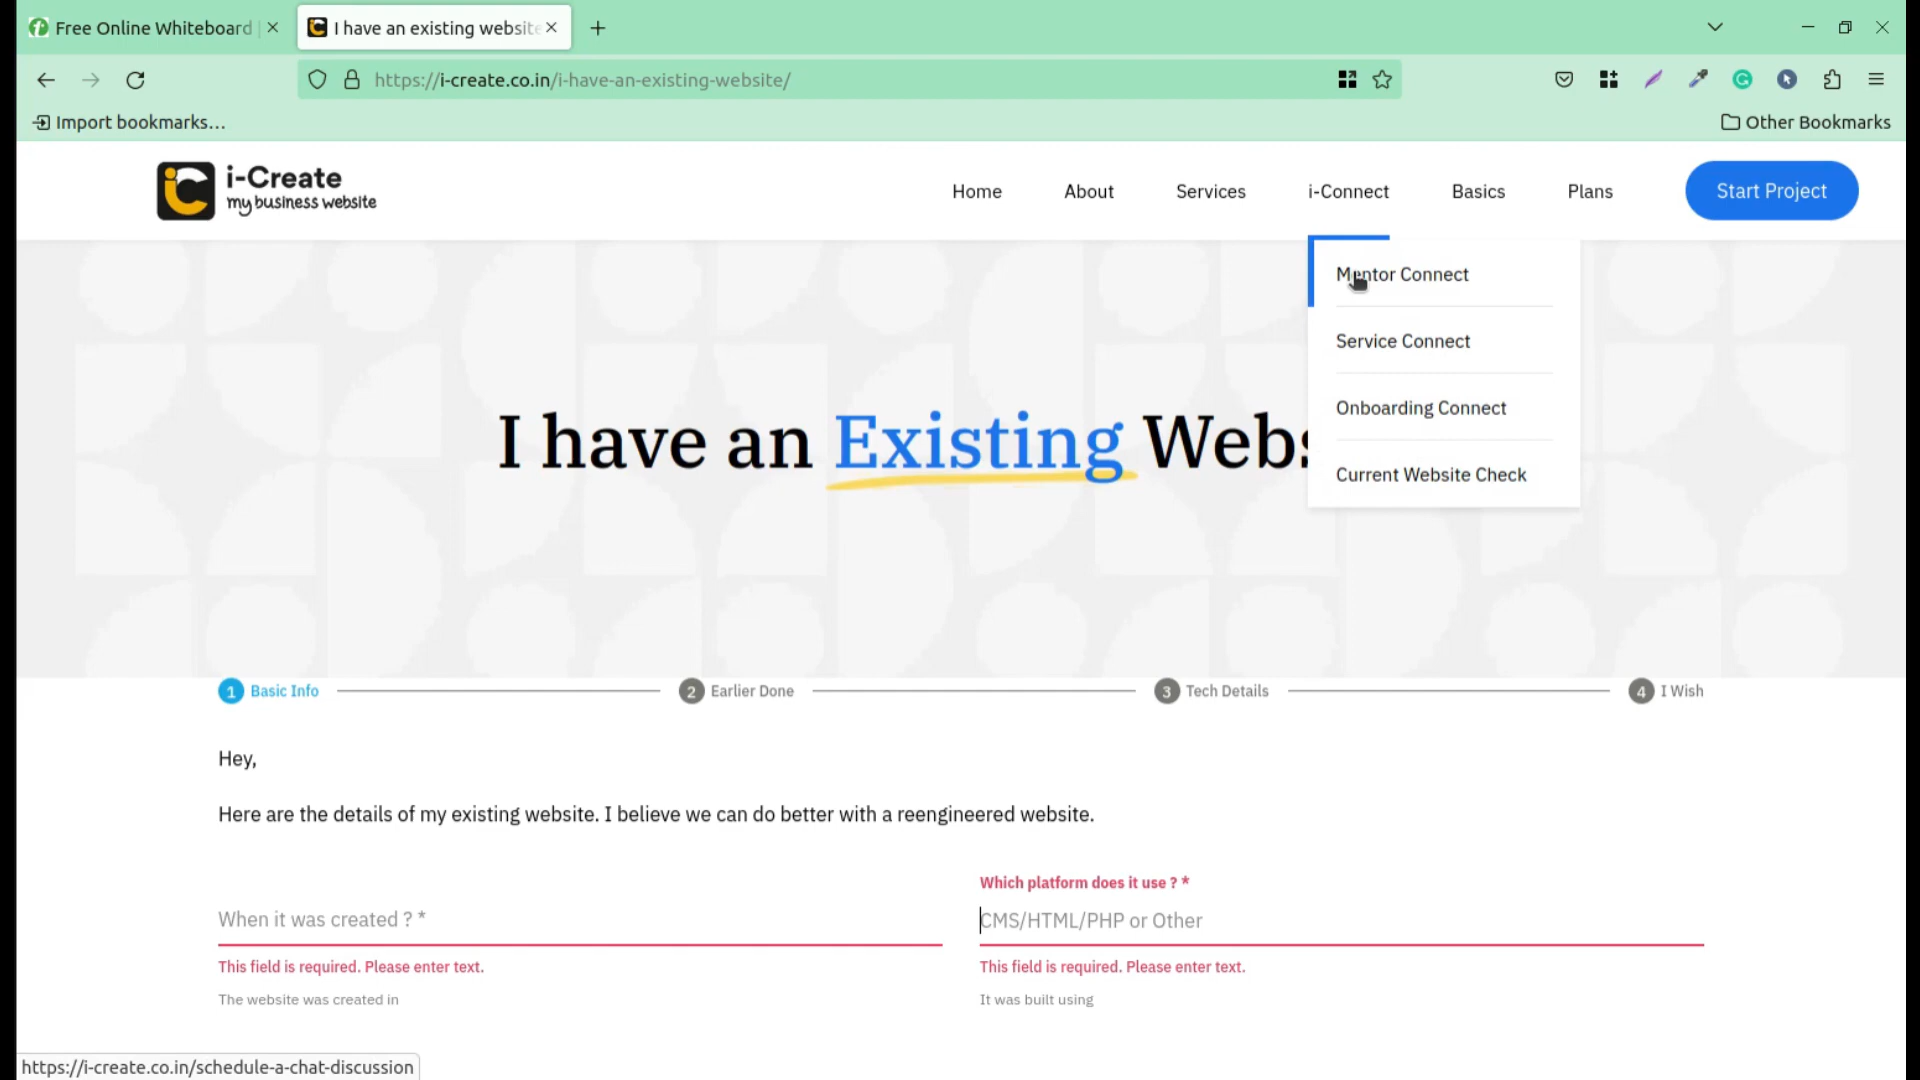 Free Online Whiteboard
I have an existing website
https://i-create.co.in/i-have-an-existing-website/
Import bookmarks...
Other Bookmarks
i-Create
my business website
Home
About
Services
i-Connect
Basics
Plans
Start Project
Mentor Connect
Service Connect
Onboarding Connect
Current Website Check
I have an Existing Webs
1 Basic Info
2 Earlier Done
3 Tech Details
4 I Wish
Hey,
Here are the details of my existing website. I believe we can do better with a reengineered website.
When it was created ? *
This field is required. Please enter text.
The website was created in
Which platform does it use ? *
CMS/HTML/PHP or Other
This field is required. Please enter text.
It was built using
https://i-create.co.in/schedule-a-chat-discussion